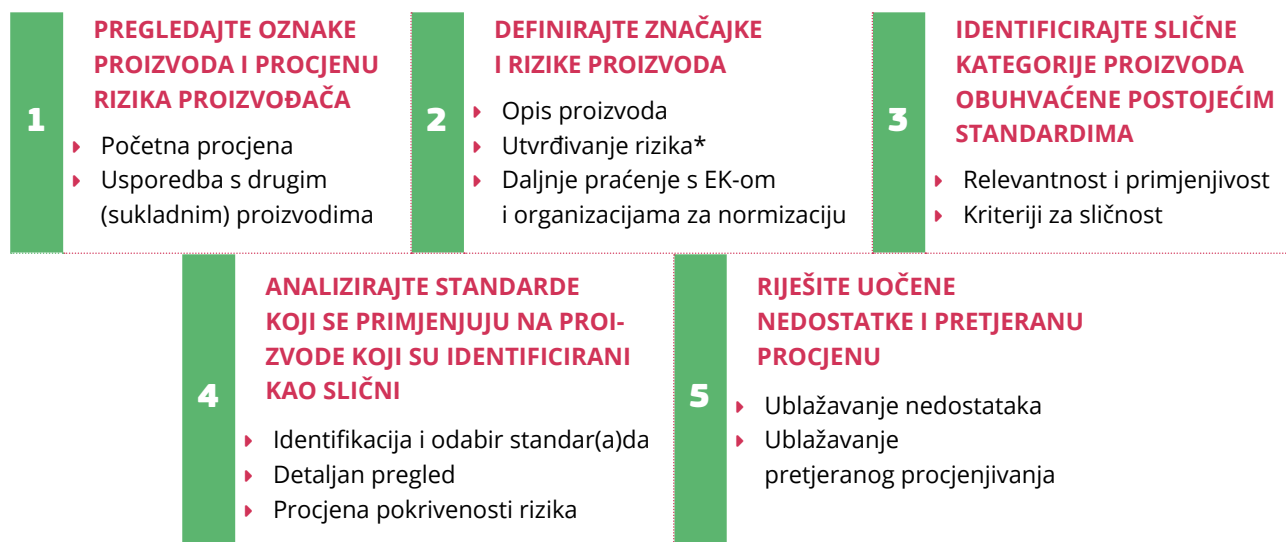 1
PREGLEDAJTE OZNAKE
PROIZVODA I PROCJENU
RIZIKA PROIZVOĐAČA
Početna procjena
Usporedba s drugim
(sukladnim) proizvodima
2
DEFINIRAJTE ZNAČAJKE
I RIZIKE PROIZVODA
Opis proizvoda
Utvrđivanje rizika*
Daljnje praćenje s EK-om
i organizacijama za normizaciju
3
IDENTIFICIRAJTE SLIČNE
KATEGORIJE PROIZVODA
OBUHVAĆENE POSTOJEĆIM
STANDARDIMA
Relevantnost i primjenjivost
Kriteriji za sličnost
4
ANALIZIRAJTE STANDARDE
KOJI SE PRIMJENJUJU NA PROI-
ZVODE KOJI SU IDENTIFICIRANI
KAO SLIČNI
Identifikacija i odabir standar(a)da
Detaljan pregled
Procjena pokrivenosti rizika
5
RIJEŠITE UOČENE
NEDOSTATKE I PRETJERANU
PROCJENU
Ublažavanje nedostataka
Ublažavanje
pretjeranog procjenjivanja